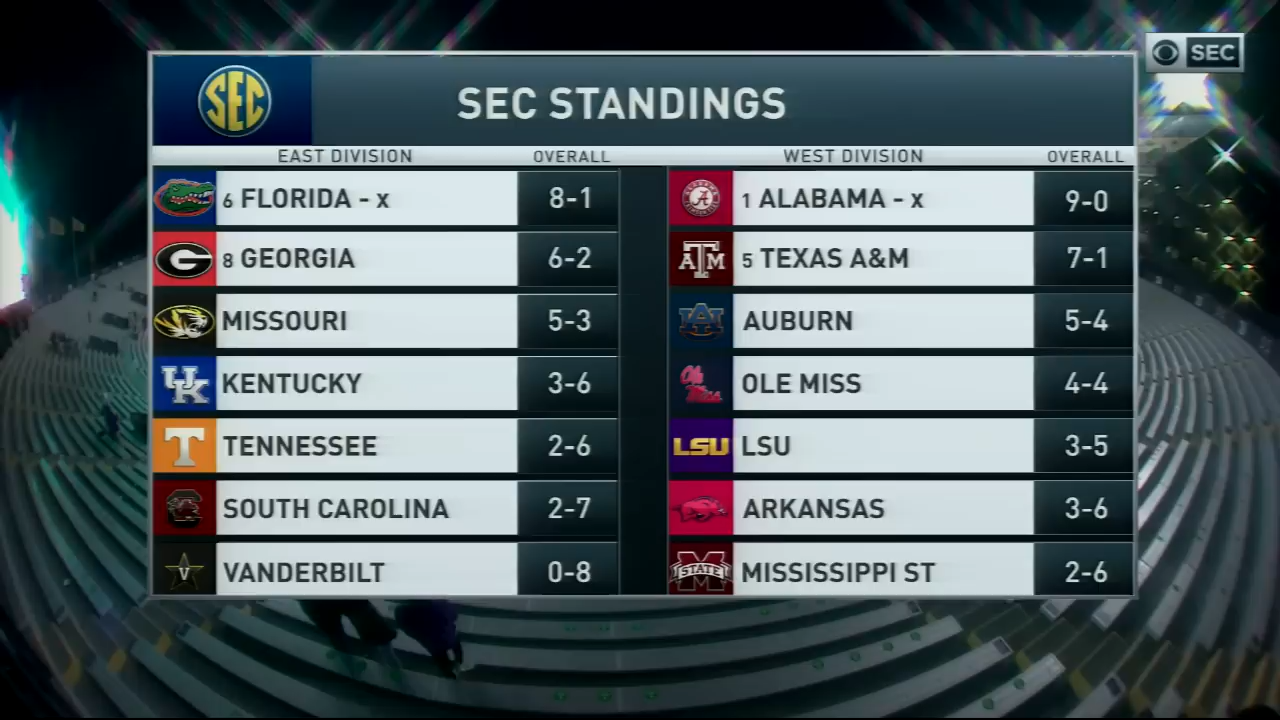 SEC
SEC
SEC STANDINGS
EAST DIVISION OVERALL WEST DIVISION OVERALL
6 FLORIDA - x 8-1 A 1 ALABAMA - x 9-0
G 8 GEORGIA 6-2 ATM 5 TEXAS A&M 7-1
MISSOURI 5-3 AU AUBURN 5-4
UK KENTUCKY 3-6 Ole Miss OLE MISS 4-4
T TENNESSEE 2-6 LSU LSU 3-5
C SOUTH CAROLINA 2-7 ARKANSAS 3-6
V VANDERBILT 0-8 M STATE MISSISSIPPI ST 2-6